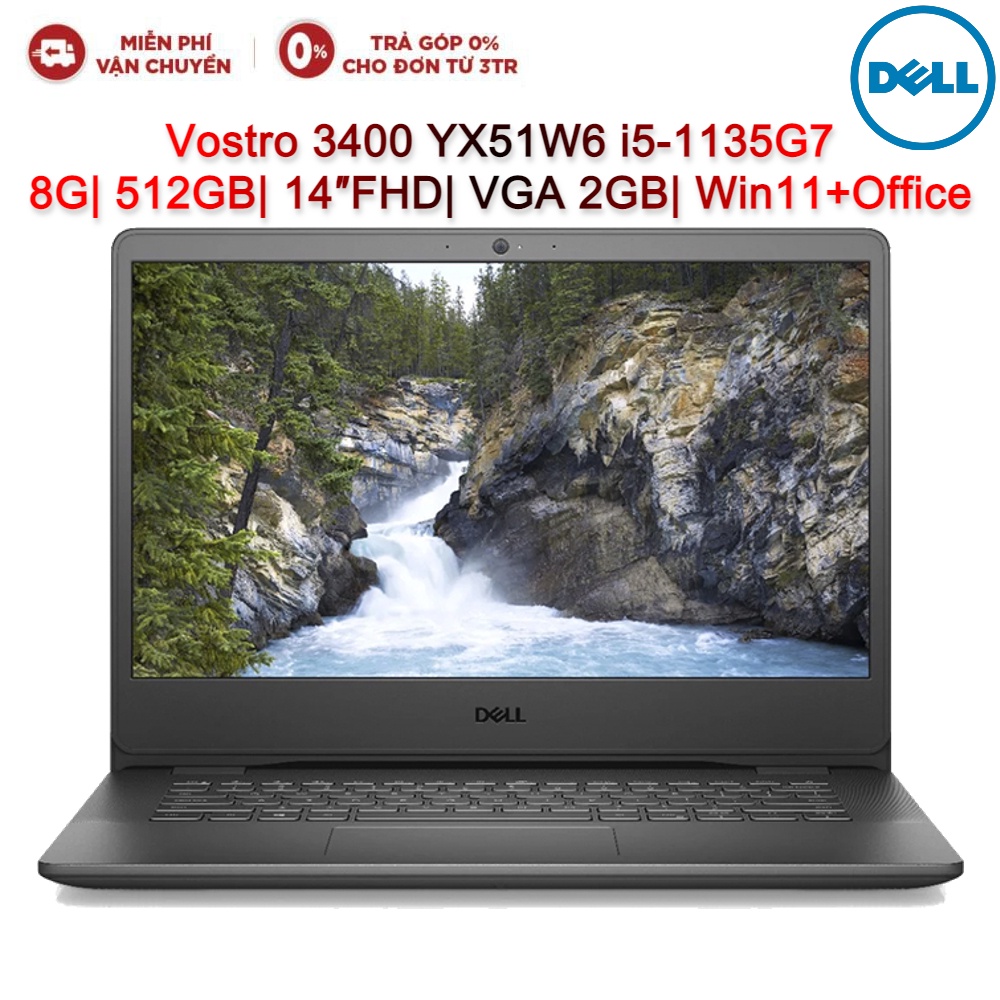 MIỄN PHÍ
VẬN CHUYỂN
0%
TRẢ GÓP 0%
CHO ĐƠN TỪ 3TR
DELL
Vostro 3400 YX51W6 i5-1135G7
8G| 512GB| 14″FHD| VGA 2GB| Win11+Office
DELL